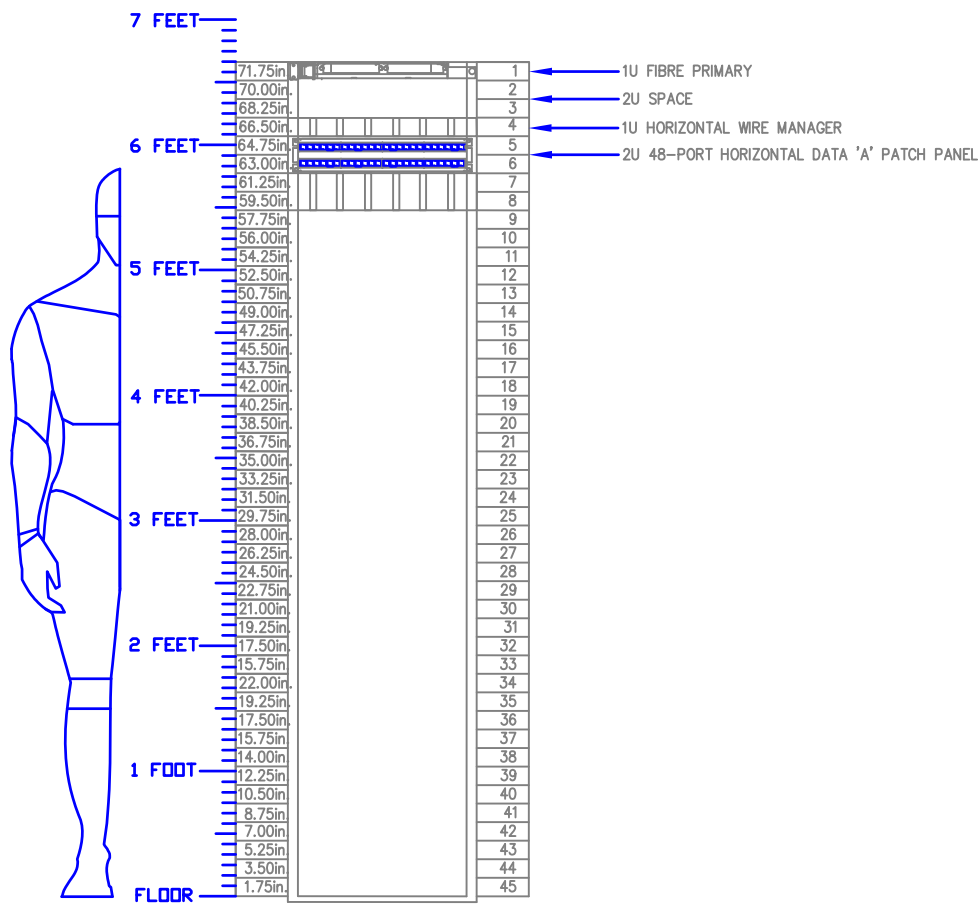 7 FEET
71.75in. 1 1U FIBRE PRIMARY
70.00in. 2
2U SPACE
68.25in. 3
66.50in. 4 1U HORIZONTAL WIRE MANAGER
6 FEET 64.75in. 5
2U 48-PORT HORIZONTAL DATA 'A' PATCH PANEL
63.00in. 6
61.25in. 7
59.50in. 8
57.75in. 9
56.00in. 10
54.25in. 11
5 FEET
52.50in. 12
50.75in. 13
49.00in. 14
47.25in. 15
45.50in. 16
43.75in. 17
42.00in. 18
4 FEET
40.25in. 19
38.50in. 20
36.75in. 21
35.00in. 22
33.25in. 23
31.50in. 24
3 FEET 29.75in. 25
28.00in. 26
26.25in. 27
24.50in. 28
22.75in. 29
21.00in. 30
19.25in. 31
2 FEET 17.50in. 32
15.75in. 33
22.00in. 34
19.25in. 35
17.50in. 36
15.75in. 37
14.00in. 38
1 FOOT
12.25in. 39
10.50in. 40
8.75in. 41
7.00in. 42
5.25in. 43
3.50in. 44
1.75in. 45
FLOOR